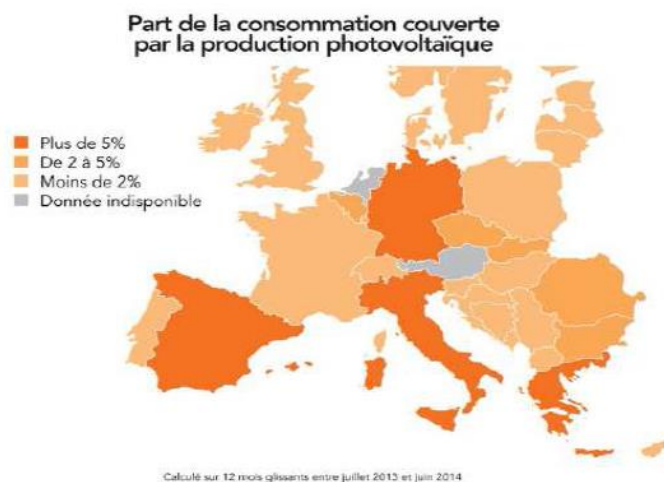 Part de la consommation couverte
par la production photovoltaïque
Plus de 5%
De 2 à 5%
Moins de 2%
Donnée indisponible
Calculé sur 12 mois glissants entre juillet 2013 et juin 2014